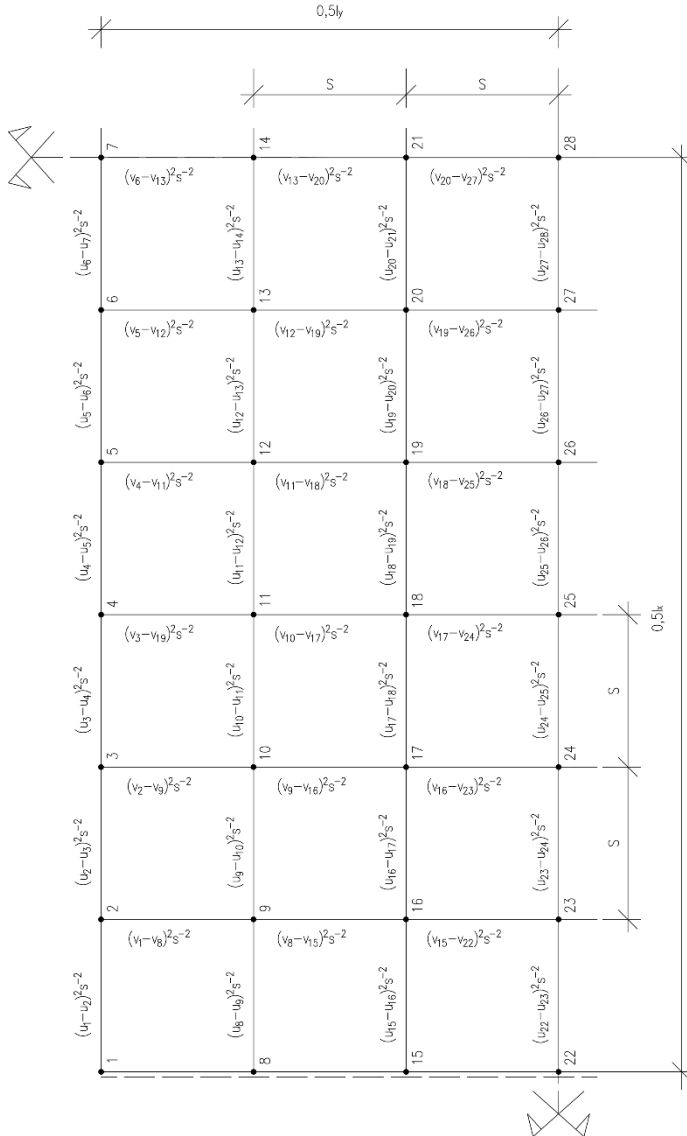 0,5ly
S S
7 14 21 28
(v₆−v₁₃)²s⁻² (v₁₃−v₂₀)²s⁻² (v₂₀−v₂₇)²s⁻²
(u₆−u₇)²s⁻² (u₁₃−u₁₄)²s⁻² (u₂₀−u₂₁)²s⁻² (u₂₇−u₂₈)²s⁻²
6 13 20 27
(v₅−v₁₂)²s⁻² (v₁₂−v₁₉)²s⁻² (v₁₉−v₂₆)²s⁻²
(u₅−u₆)²s⁻² (u₁₂−u₁₃)²s⁻² (u₁₉−u₂₀)²s⁻² (u₂₆−u₂₇)²s⁻²
5 12 19 26
(v₄−v₁₁)²s⁻² (v₁₁−v₁₈)²s⁻² (v₁₈−v₂₅)²s⁻²
(u₄−u₅)²s⁻² (u₁₁−u₁₂)²s⁻² (u₁₈−u₁₉)²s⁻² (u₂₅−u₂₆)²s⁻²
4 11 18 25
0,5lx
(v₃−v₁₉)²s⁻² (v₁₀−v₁₇)²s⁻² (v₁₇−v₂₄)²s⁻²
(u₃−u₄)²s⁻² (u₁₀−u₁₁)²s⁻² (u₁₇−u₁₈)²s⁻² (u₂₄−u₂₅)²s⁻² S
3 10 17 24
(v₂−v₉)²s⁻² (v₉−v₁₆)²s⁻² (v₁₆−v₂₃)²s⁻²
(u₂−u₃)²s⁻² (u₉−u₁₀)²s⁻² (u₁₆−u₁₇)²s⁻² (u₂₃−u₂₄)²s⁻² S
2 9 16 23
(v₁−v₈)²s⁻² (v₈−v₁₅)²s⁻² (v₁₅−v₂₂)²s⁻²
(u₁−u₂)²s⁻² (u₈−u₉)²s⁻² (u₁₅−u₁₆)²s⁻² (u₂₂−u₂₃)²s⁻²
1 8 15 22